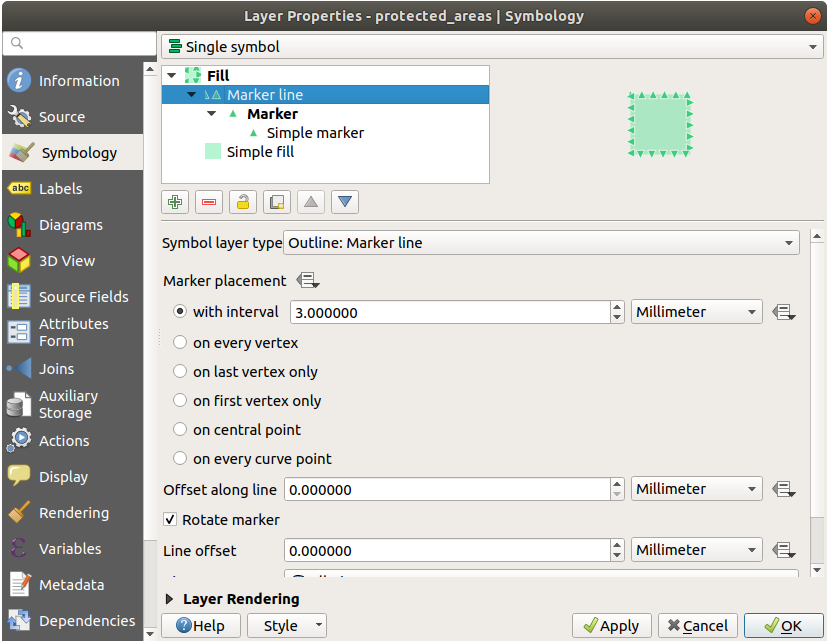 Layer Properties - protected_areas | Symbology
Single symbol
Information
Source
Symbology
abc Labels
Diagrams
3D View
Source Fields
Attributes
Form
Joins
Auxiliary
Storage
Actions
Display
Rendering
Variables
Metadata
Dependencies
Fill
Marker line
Marker
Simple marker
Simple fill
Symbol layer type Outline: Marker line
Marker placement
with interval 3.000000 Millimeter
on every vertex
on last vertex only
on first vertex only
on central point
on every curve point
Offset along line 0.000000 Millimeter
Rotate marker
Line offset 0.000000 Millimeter
Layer Rendering
Help Style Apply Cancel OK